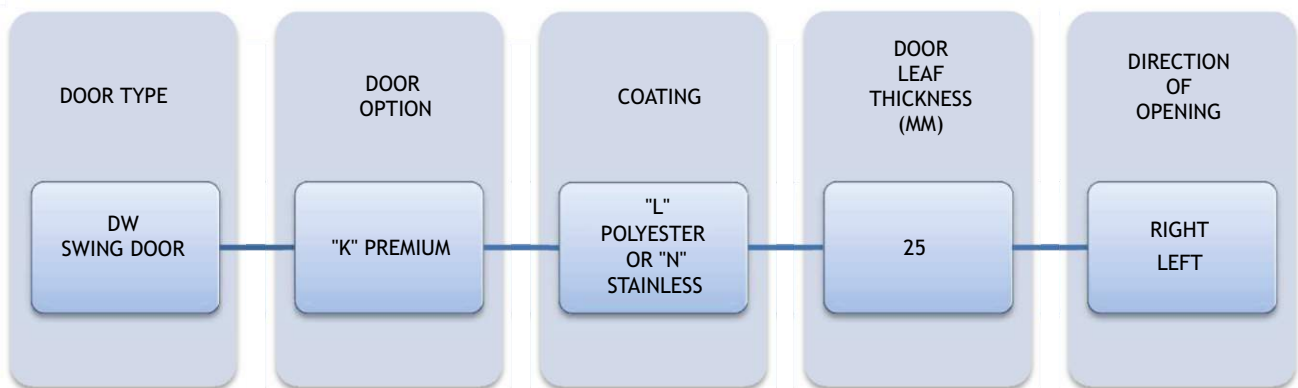 DOOR TYPE
DOOR
OPTION
COATING
DOOR
LEAF
THICKNESS
(MM)
DIRECTION
OF
OPENING
DW
SWING DOOR
"K" PREMIUM
"L"
POLYESTER
OR "N"
STAINLESS
25
RIGHT
LEFT